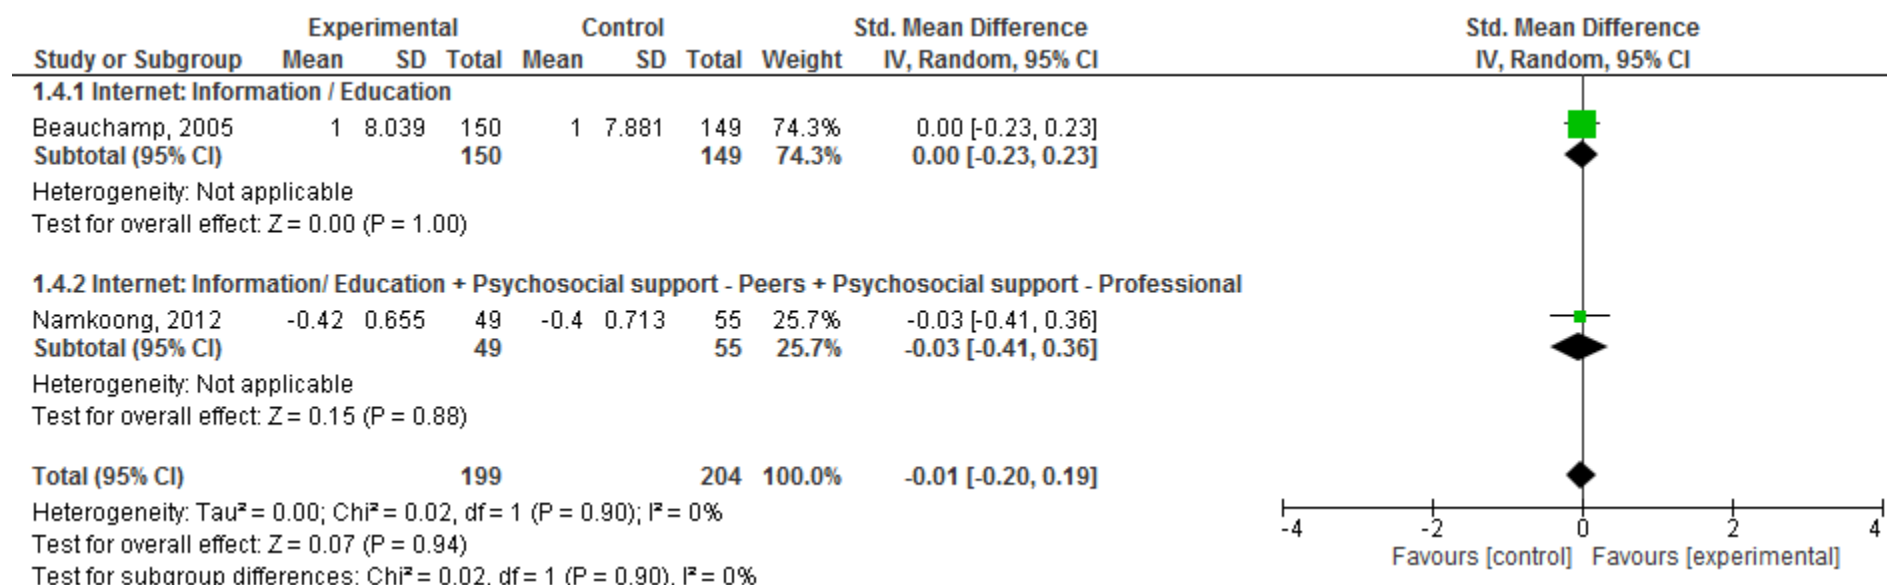 Experimental Control Std. Mean Difference Std. Mean Difference
Study or Subgroup Mean SD Total Mean SD Total Weight IV, Random, 95% CI IV, Random, 95% CI
1.4.1 Internet: Information / Education
Beauchamp, 2005 1 8.039 150 1 7.881 149 74.3% 0.00 [-0.23, 0.23]
Subtotal (95% CI) 150 149 74.3% 0.00 [-0.23, 0.23]
Heterogeneity: Not applicable
Test for overall effect: Z = 0.00 (P = 1.00)
1.4.2 Internet: Information/ Education + Psychosocial support - Peers + Psychosocial support - Professional
Namkoong, 2012 -0.42 0.655 49 -0.4 0.713 55 25.7% -0.03 [-0.41, 0.36]
Subtotal (95% CI) 49 55 25.7% -0.03 [-0.41, 0.36]
Heterogeneity: Not applicable
Test for overall effect: Z = 0.15 (P = 0.88)
Total (95% CI) 199 204 100.0% -0.01 [-0.20, 0.19]
Heterogeneity: Tau² = 0.00; Chi² = 0.02, df = 1 (P = 0.90); I² = 0%
Test for overall effect: Z = 0.07 (P = 0.94)
Test for subgroup differences: Chi² = 0.02, df = 1 (P = 0.90), I² = 0%
-4 -2 0 2 4
Favours [control] Favours [experimental]